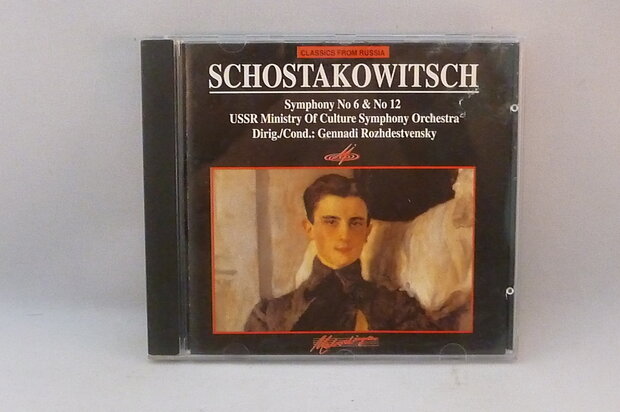 CLASSICS FROM RUSSIA
SCHOSTAKOWITSCH
Symphony No 6 & No 12
USSR Ministry Of Culture Symphony Orchestra
Dirig./Cond.: Gennadi Rozhdestvensky